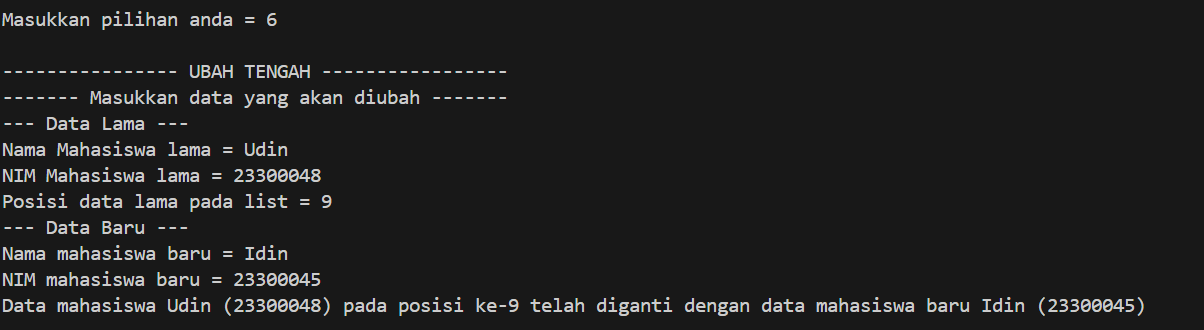 Masukkan pilihan anda = 6
---------------- UBAH TENGAH -----------------
------- Masukkan data yang akan diubah -------
--- Data Lama ---
Nama Mahasiswa lama = Udin
NIM Mahasiswa lama = 23300048
Posisi data lama pada list = 9
--- Data Baru ---
Nama mahasiswa baru = Idin
NIM mahasiswa baru = 23300045
Data mahasiswa Udin (23300048) pada posisi ke-9 telah diganti dengan data mahasiswa baru Idin (23300045)